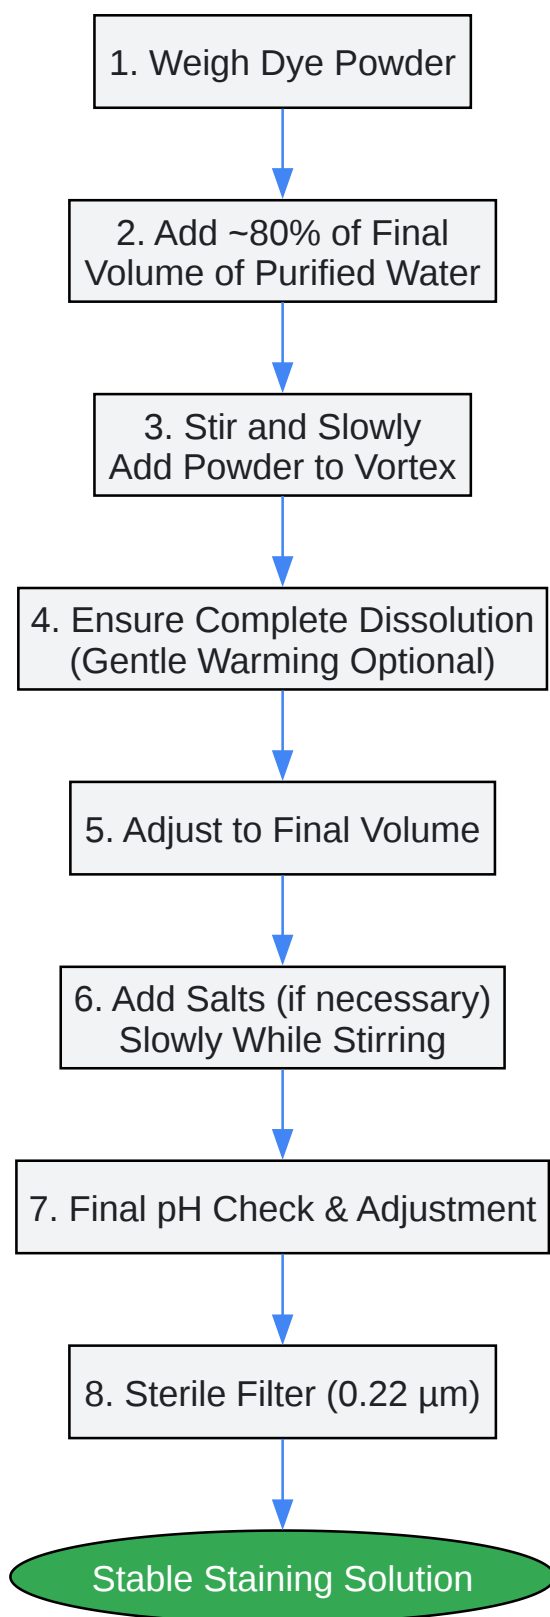 1. Weigh Dye Powder
2. Add ~80% of Final
Volume of Purified Water
3. Stir and Slowly
Add Powder to Vortex
4. Ensure Complete Dissolution
(Gentle Warming Optional)
5. Adjust to Final Volume
6. Add Salts (if necessary)
Slowly While Stirring
7. Final pH Check & Adjustment
8. Sterile Filter (0.22 µm)
Stable Staining Solution